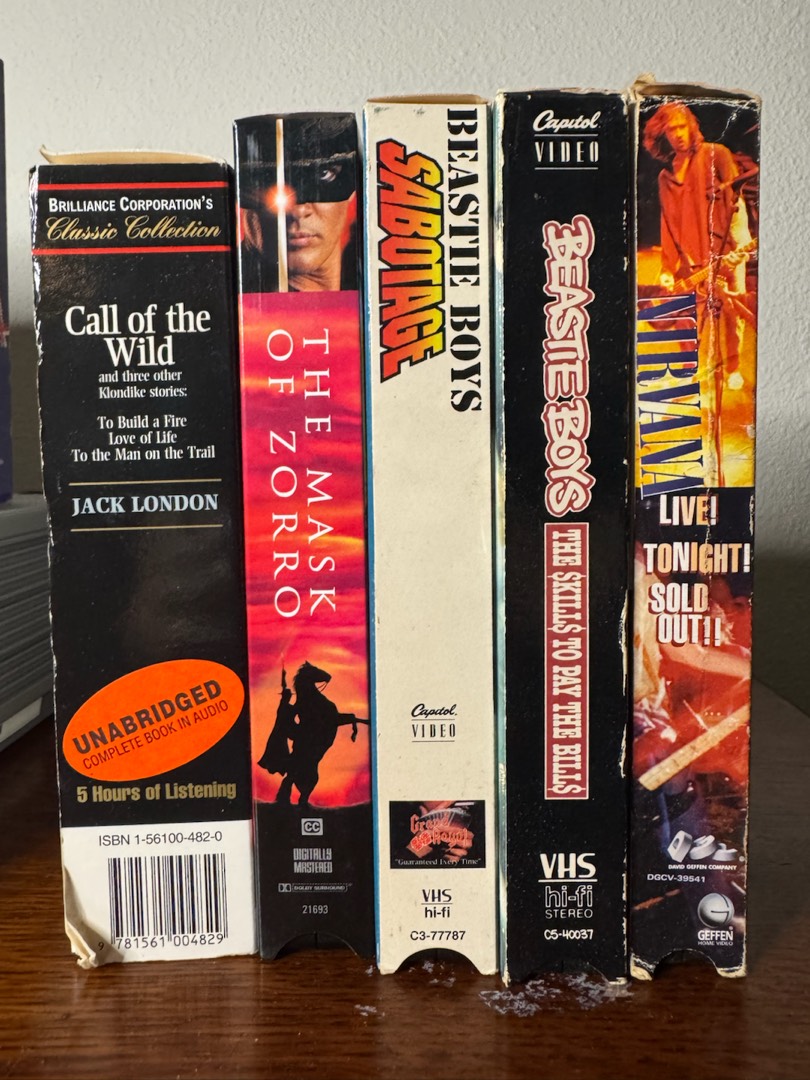 BRILLIANCE CORPORATION'S
Classic Collection
Call of the
Wild
and three other
Klondike stories:
To Build a Fire
Love of Life
To the Man on the Trail
JACK LONDON
UNABRIDGED
COMPLETE BOOK IN AUDIO
5 Hours of Listening
ISBN 1-56100-482-0
9 781561 004829
THE MASK
OF ZORRO
CC
DIGITALLY
MASTERED
DOLBY SURROUND
21693
BEASTIE BOYS
SABOTAGE
Capitol
VIDEO
"Guaranteed Every Time"
VHS
hi-fi
C3-77787
Capitol
VIDEO
BEASTIE BOYS
THE $KILL$ TO PAY THE BILL$
VHS
hi-fi
STEREO
C5-40037
NIRVANA
LIVE!
TONIGHT!
SOLD
OUT!!
DAVID GEFFEN COMPANY
DGCV-39541
GEFFEN
HOME VIDEO